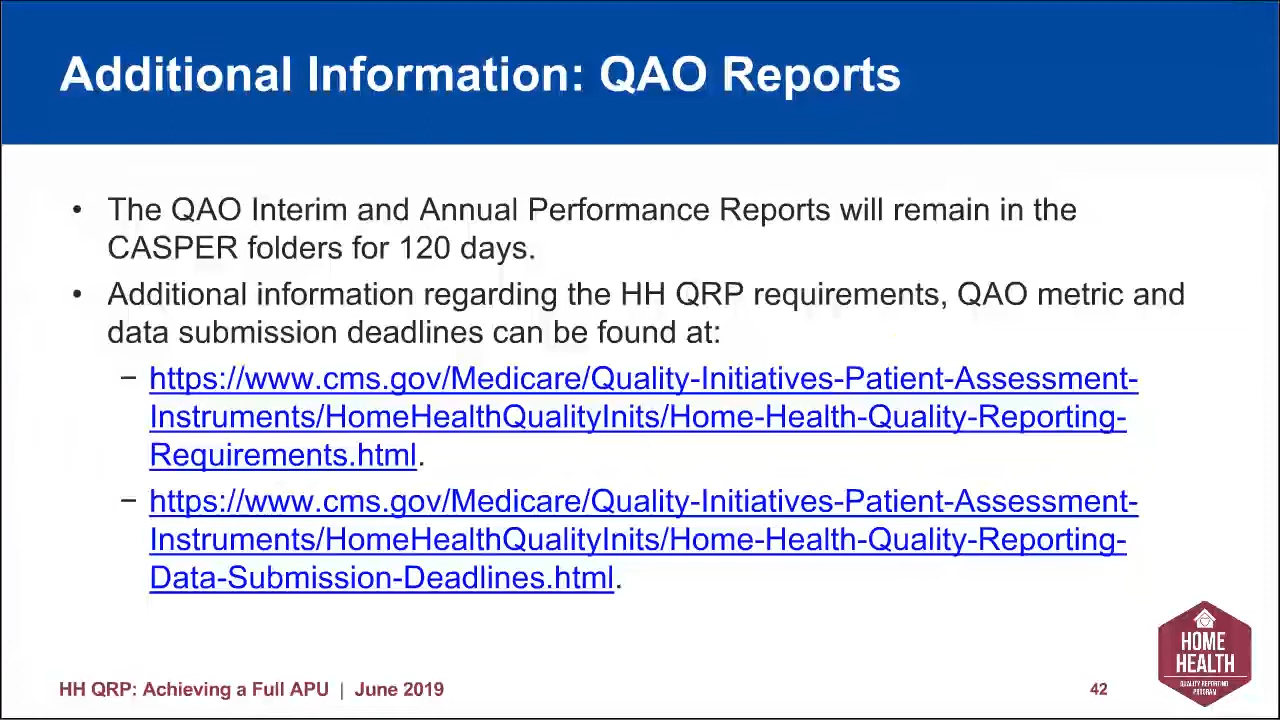 Additional Information: QAO Reports
• The QAO Interim and Annual Performance Reports will remain in the
CASPER folders for 120 days.
• Additional information regarding the HH QRP requirements, QAO metric and
data submission deadlines can be found at:
− https://www.cms.gov/Medicare/Quality-Initiatives-Patient-Assessment-
Instruments/HomeHealthQualityInits/Home-Health-Quality-Reporting-
Requirements.html.
− https://www.cms.gov/Medicare/Quality-Initiatives-Patient-Assessment-
Instruments/HomeHealthQualityInits/Home-Health-Quality-Reporting-
Data-Submission-Deadlines.html.
HOME
HEALTH
QUALITY REPORTING
PROGRAM
HH QRP: Achieving a Full APU | June 2019
42